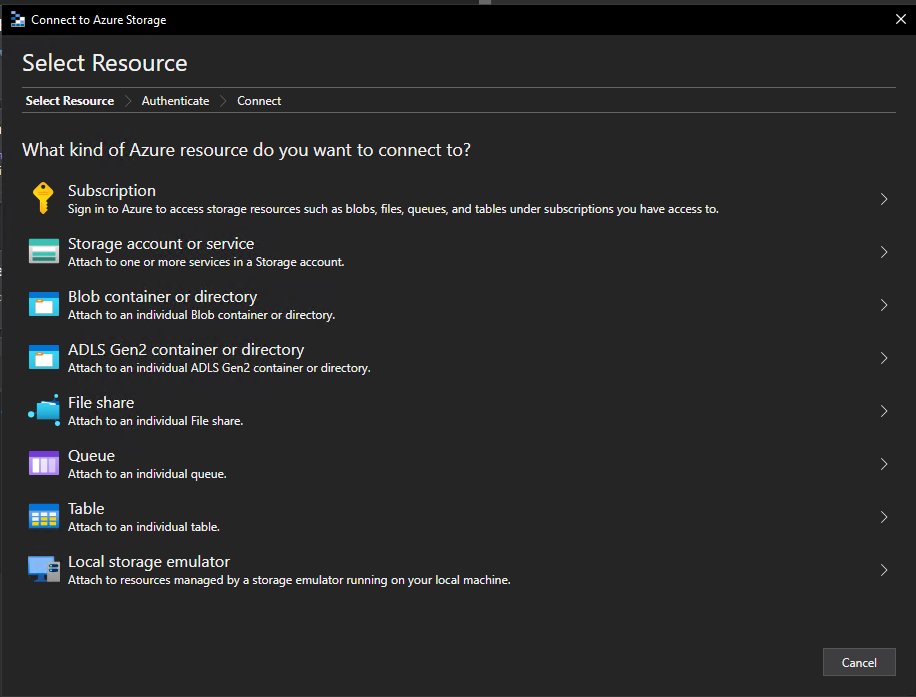 Connect to Azure Storage
Select Resource
Select Resource
Authenticate
Connect
What kind of Azure resource do you want to connect to?
Subscription
Sign in to Azure to access storage resources such as blobs, files, queues, and tables under subscriptions you have access to.
Storage account or service
Attach to one or more services in a Storage account.
Blob container or directory
Attach to an individual Blob container or directory.
ADLS Gen2 container or directory
Attach to an individual ADLS Gen2 container or directory.
File share
Attach to an individual File share.
Queue
Attach to an individual queue.
Table
Attach to an individual table.
Local storage emulator
Attach to resources managed by a storage emulator running on your local machine.
Cancel